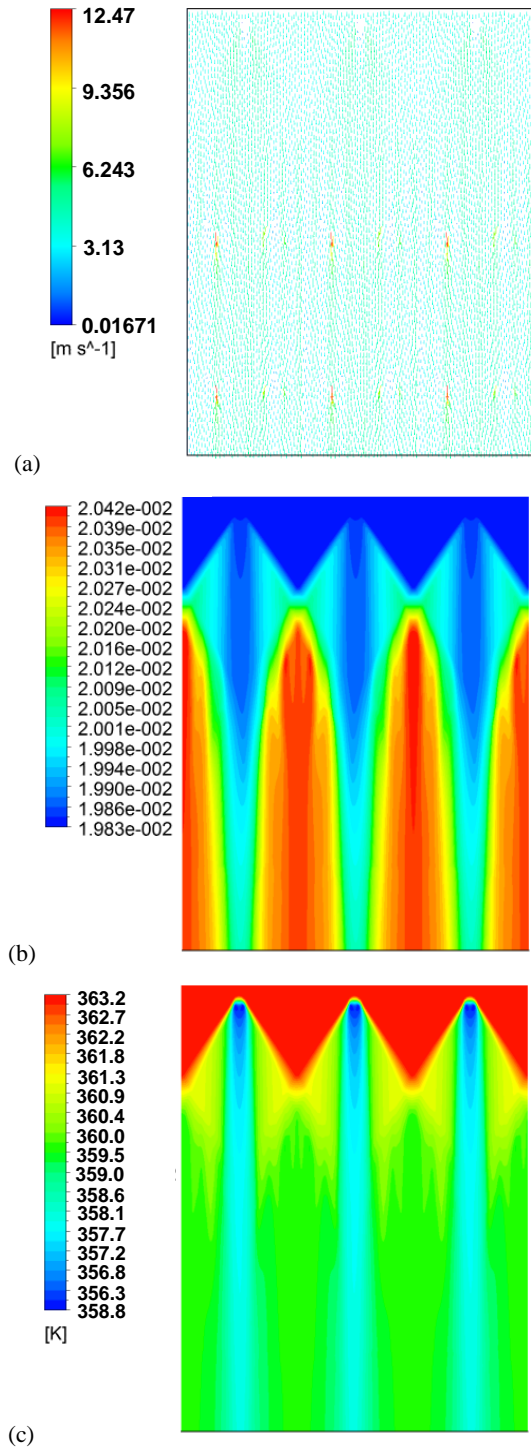 12.47
9.356
6.243
3.13
0.01671
[m s^-1]
(a)
2.042e-002
2.039e-002
2.035e-002
2.031e-002
2.027e-002
2.024e-002
2.020e-002
2.016e-002
2.012e-002
2.009e-002
2.005e-002
2.001e-002
1.998e-002
1.994e-002
1.990e-002
1.986e-002
1.983e-002
(b)
363.2
362.7
362.2
361.8
361.3
360.9
360.4
360.0
359.5
359.0
358.6
358.1
357.7
357.2
356.8
356.3
358.8
[K]
(c)